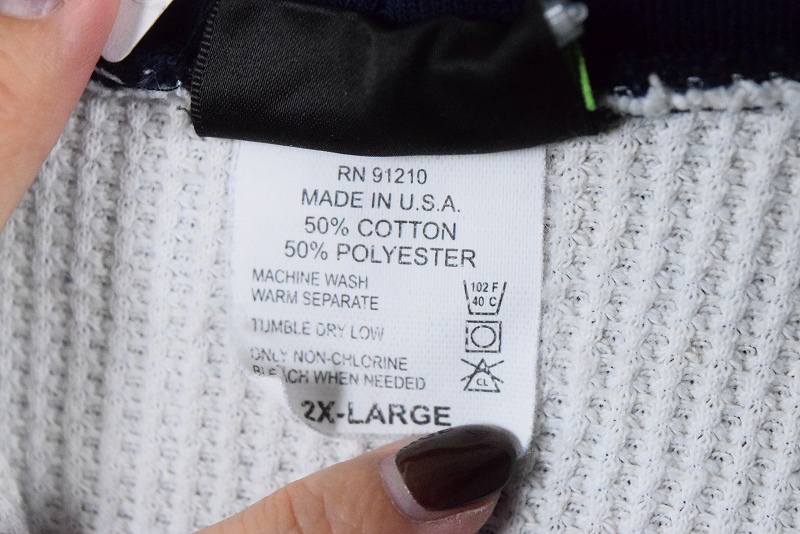 RN 91210
MADE IN U.S.A.
50% COTTON
50% POLYESTER
MACHINE WASH
WARM SEPARATE
102 F
40 C
TUMBLE DRY LOW
ONLY NON-CHLORINE
BLEACH WHEN NEEDED
CL
2X-LARGE